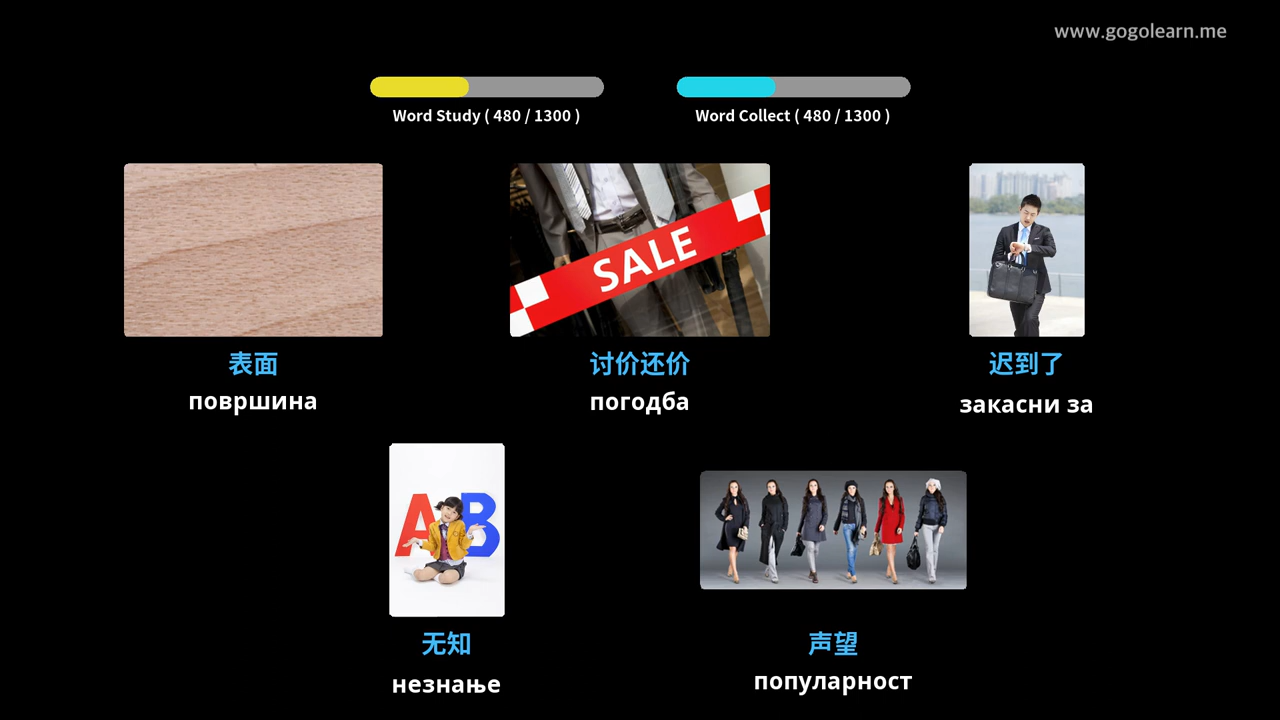 www.gogolearn.me
Word Study ( 480 / 1300 )
Word Collect ( 480 / 1300 )
SALE
表面
讨价还价
迟到了
површина
погодба
закасни за
A B
无知
声望
незнање
популарност